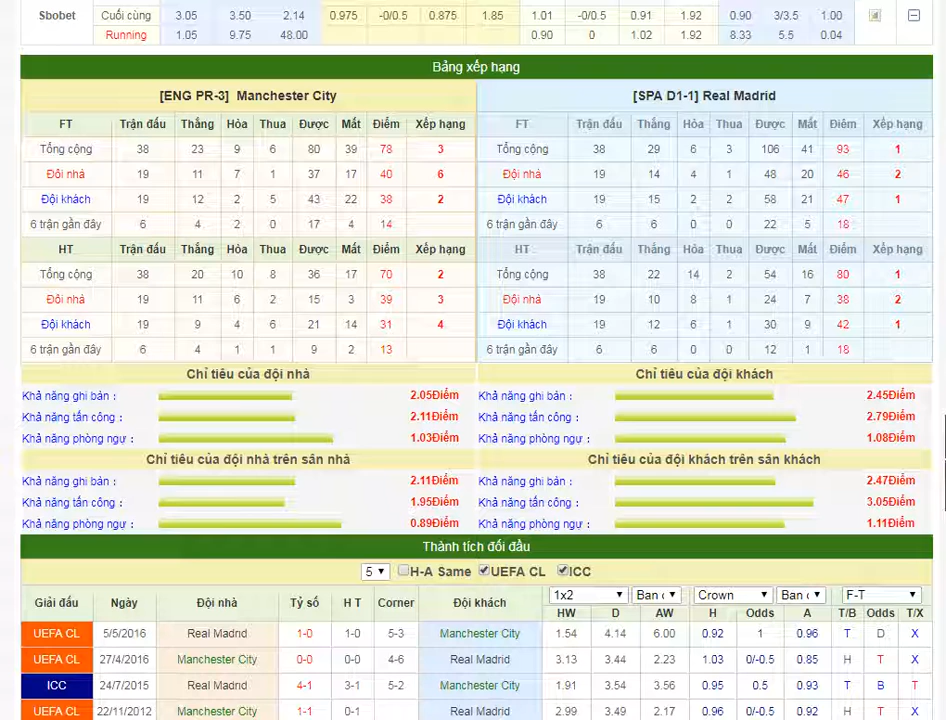 Sbobet Cuối cùng 3.05 3.50 2.14 0.975 -0/0.5 0.875 1.85 1.01 -0/0.5 0.91 1.92 0.90 3/3.5 1.00
Running 1.05 9.75 48.00 0.90 0 1.02 1.92 8.33 5.5 0.04
Bảng xếp hạng
[ENG PR-3] Manchester City [SPA D1-1] Real Madrid
FT Trận đấu Thắng Hòa Thua Được Mất Điểm Xếp hạng FT Trận đấu Thắng Hòa Thua Được Mất Điểm Xếp hạng
Tổng cộng 38 23 9 6 80 39 78 3 Tổng cộng 38 29 6 3 106 41 93 1
Đội nhà 19 11 7 1 37 17 40 6 Đội nhà 19 14 4 1 48 20 46 2
Đội khách 19 12 2 5 43 22 38 2 Đội khách 19 15 2 2 58 21 47 1
6 trận gần đây 6 4 2 0 17 4 14 6 trận gần đây 6 6 0 0 22 5 18
HT Trận đấu Thắng Hòa Thua Được Mất Điểm Xếp hạng HT Trận đấu Thắng Hòa Thua Được Mất Điểm Xếp hạng
Tổng cộng 38 20 10 8 36 17 70 2 Tổng cộng 38 22 14 2 54 16 80 1
Đội nhà 19 11 6 2 15 3 39 3 Đội nhà 19 10 8 1 24 7 38 2
Đội khách 19 9 4 6 21 14 31 4 Đội khách 19 12 6 1 30 9 42 1
6 trận gần đây 6 4 1 1 9 2 13 6 trận gần đây 6 6 0 0 12 1 18
Chỉ tiêu của đội nhà Chỉ tiêu của đội khách
Khả năng ghi bàn : 2.05Điểm Khả năng ghi bàn : 2.45Điểm
Khả năng tấn công : 2.11Điểm Khả năng tấn công : 2.79Điểm
Khả năng phòng ngự : 1.03Điểm Khả năng phòng ngự : 1.08Điểm
Chỉ tiêu của đội nhà trên sân nhà Chỉ tiêu của đội khách trên sân khách
Khả năng ghi bàn : 2.11Điểm Khả năng ghi bàn : 2.47Điểm
Khả năng tấn công : 1.95Điểm Khả năng tấn công : 3.05Điểm
Khả năng phòng ngự : 0.89Điểm Khả năng phòng ngự : 1.11Điểm
Thành tích đối đầu
5 H-A Same UEFA CL ICC
Giải đấu Ngày Đội nhà Tỷ số H T Corner Đội khách 1x2 Ban c Crown Ban c F-T
HW D AW H Odds A T/B Odds T/X
UEFA CL 5/5/2016 Real Madrid 1-0 1-0 5-3 Manchester City 1.54 4.14 6.00 0.92 1 0.96 T D X
UEFA CL 27/4/2016 Manchester City 0-0 0-0 4-6 Real Madrid 3.13 3.44 2.23 1.03 0/-0.5 0.85 H T X
ICC 24/7/2015 Real Madrid 4-1 3-1 5-2 Manchester City 1.91 3.54 3.56 0.95 0.5 0.93 T B T
UEFA CL 22/11/2012 Manchester City 1-1 0-1 Real Madrid 2.99 3.49 2.17 0.96 0/-0.5 0.92 H T X